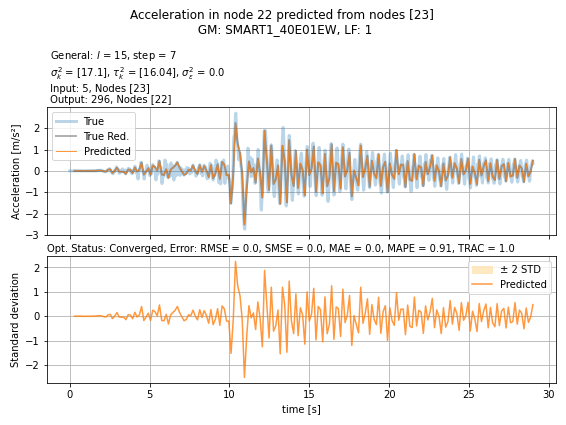 Acceleration in node 22 predicted from nodes [23]
GM: SMART1_40E01EW, LF: 1
General: l = 15, step = 7
σ²ₖ = [17.1], τ²ₖ = [16.04], σ²ε = 0.0
Input: 5, Nodes [23]
Output: 296, Nodes [22]
Acceleration [m/s²]
2
1
0
−1
−2
−3
True
True Red.
Predicted
Opt. Status: Converged, Error: RMSE = 0.0, SMSE = 0.0, MAE = 0.0, MAPE = 0.91, TRAC = 1.0
Standard deviation
2
1
0
−1
−2
± 2 STD
Predicted
0 5 10 15 20 25 30
time [s]